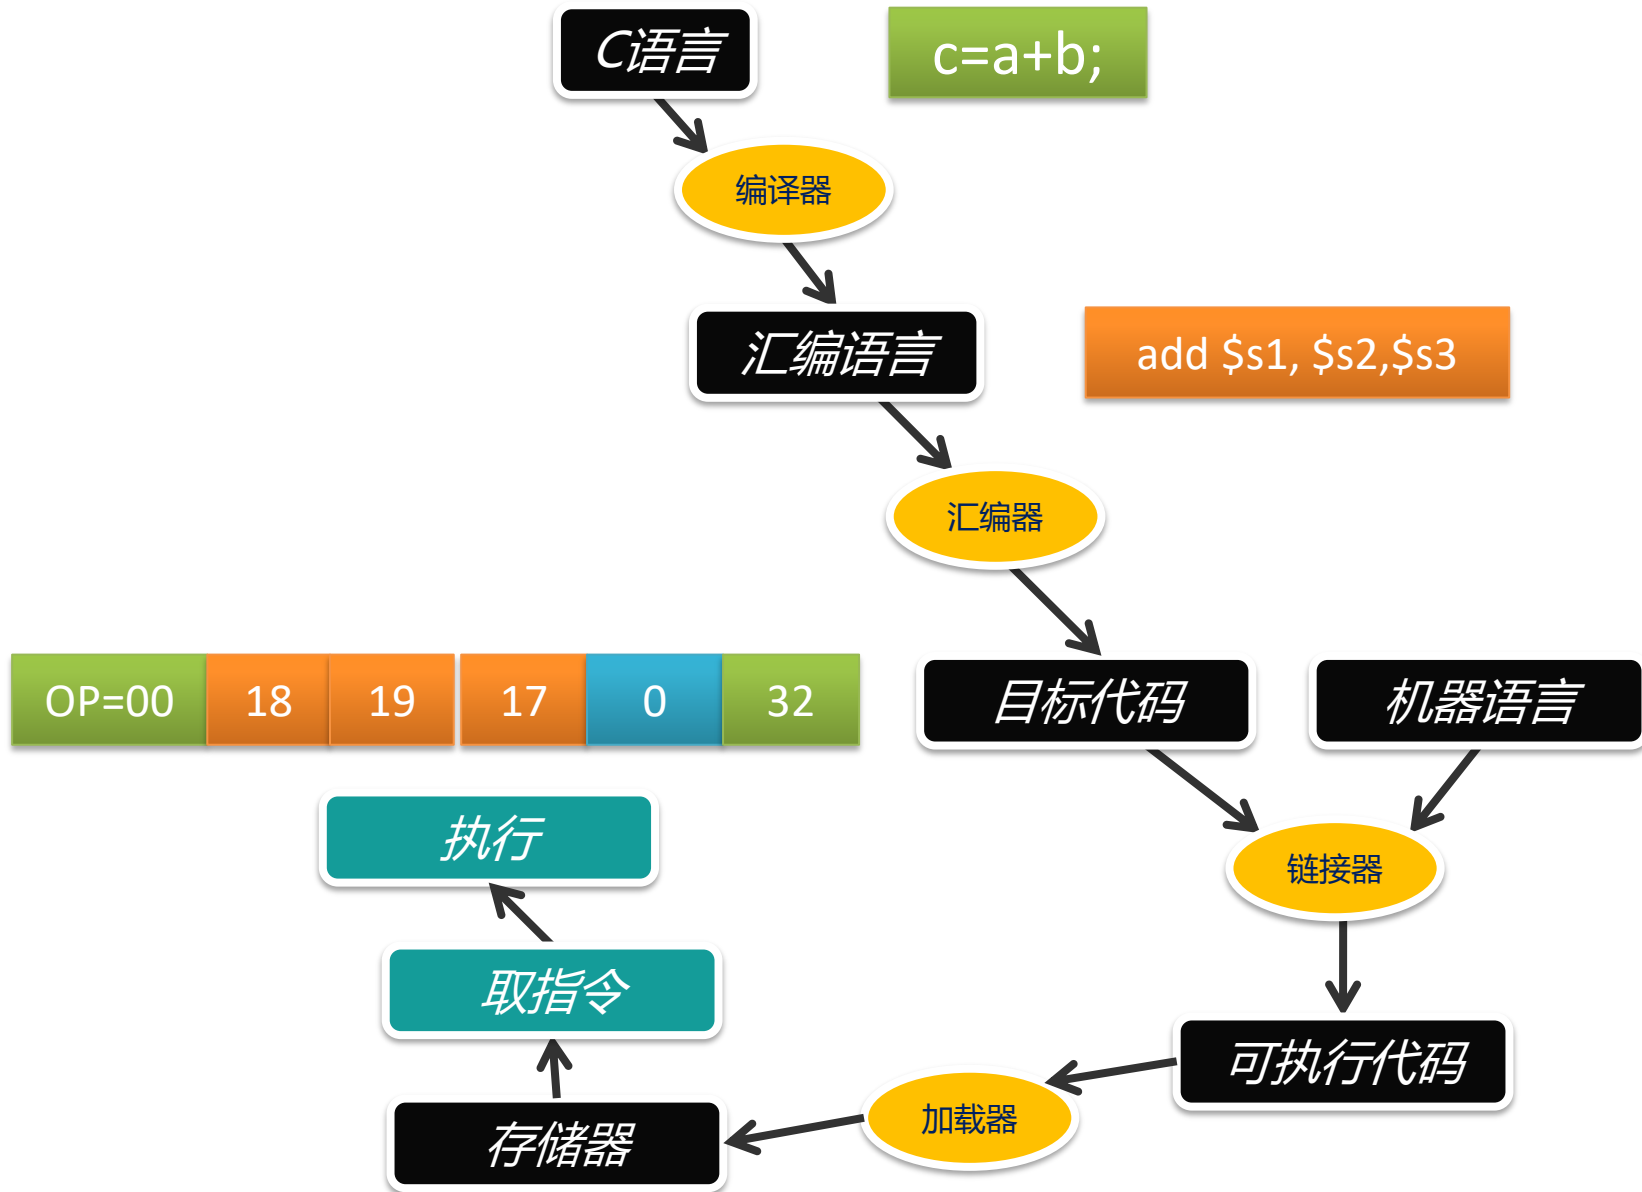 C语言
c=a+b;
编译器
汇编语言
add $s1, $s2,$s3
汇编器
OP=00 18 19 17 0 32
目标代码
机器语言
执行
链接器
取指令
可执行代码
加载器
存储器